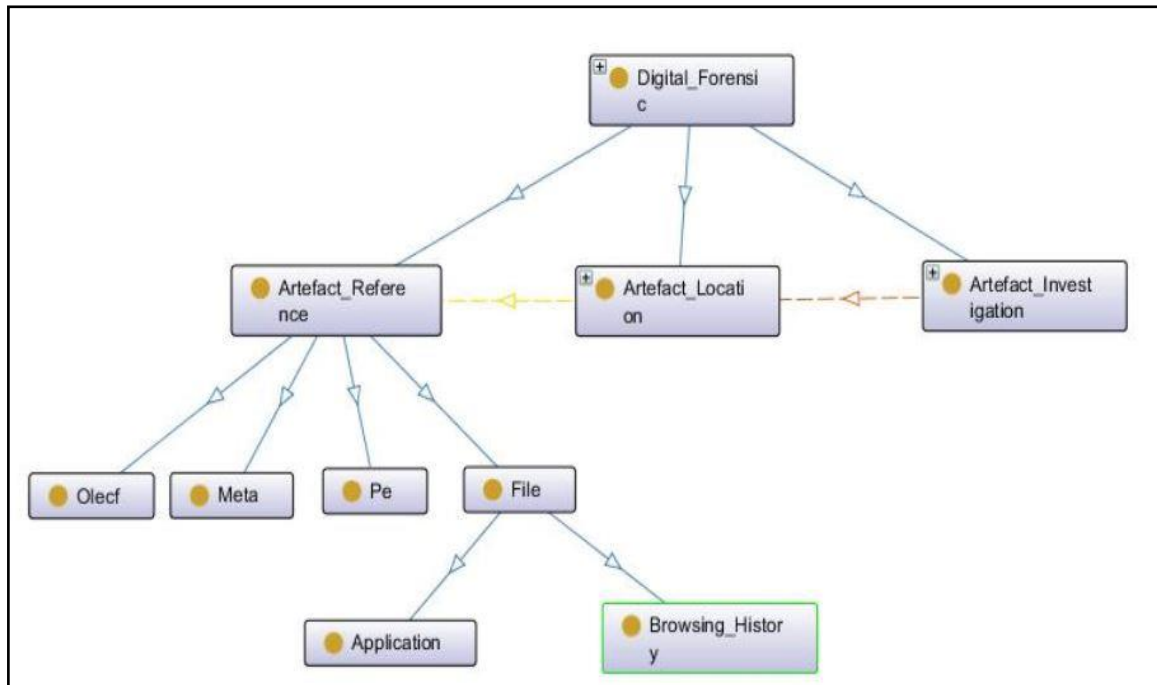 Digital_Forensi
c
Artefact_Refere
nce
Artefact_Locati
on
Artefact_Invest
igation
Olecf
Meta
Pe
File
Application
Browsing_Histor
y